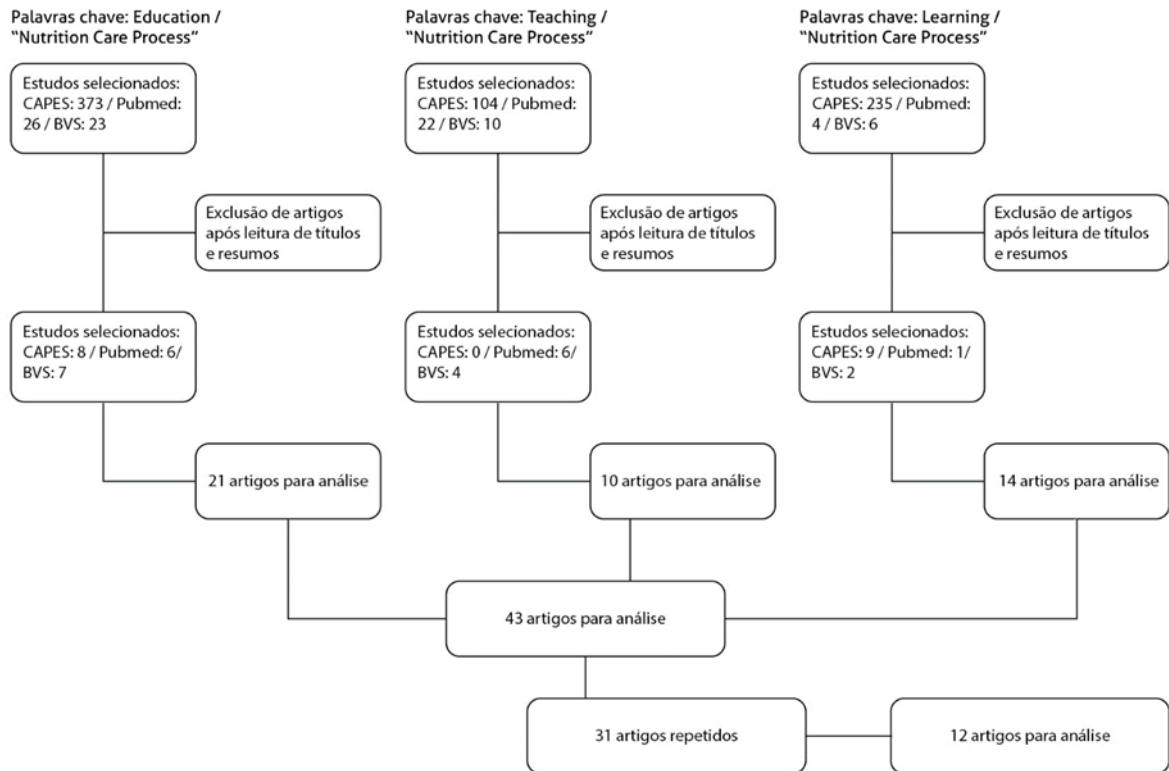 Palavras chave: Education /
"Nutrition Care Process"
Palavras chave: Teaching /
"Nutrition Care Process"
Palavras chave: Learning /
"Nutrition Care Process"
Estudos selecionados:
CAPES: 373 / Pubmed:
26 / BVS: 23
Estudos selecionados:
CAPES: 104 / Pubmed:
22 / BVS: 10
Estudos selecionados:
CAPES: 235 / Pubmed:
4 / BVS: 6
Exclusão de artigos
após leitura de títulos
e resumos
Exclusão de artigos
após leitura de títulos
e resumos
Exclusão de artigos
após leitura de títulos
e resumos
Estudos selecionados:
CAPES: 8 / Pubmed: 6/
BVS: 7
Estudos selecionados:
CAPES: 0 / Pubmed: 6/
BVS: 4
Estudos selecionados:
CAPES: 9 / Pubmed: 1/
BVS: 2
21 artigos para análise
10 artigos para análise
14 artigos para análise
43 artigos para análise
31 artigos repetidos
12 artigos para análise